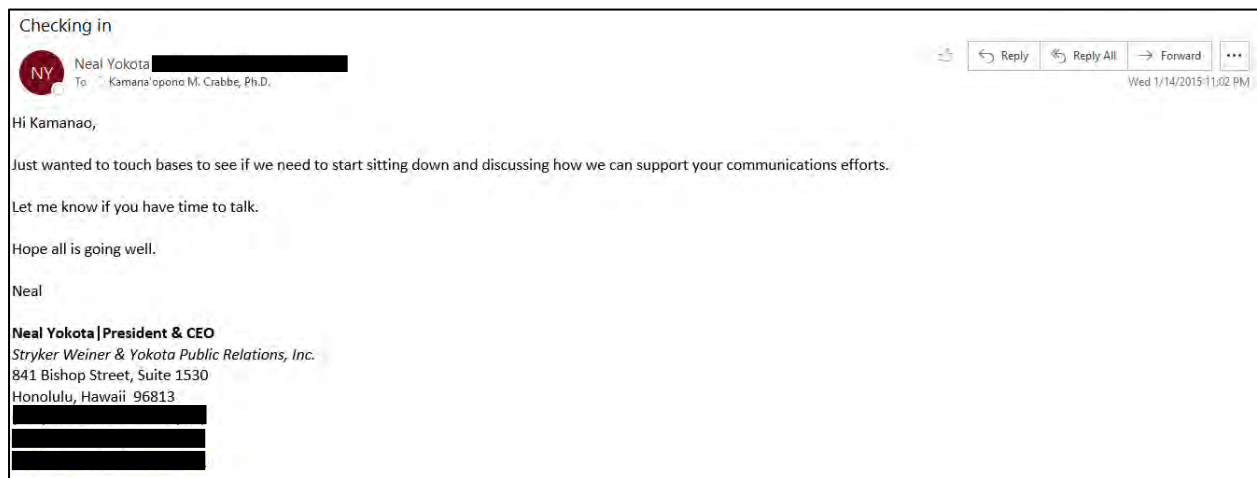 Checking in
NY
Neal Yokota
Reply
Reply All
Forward
To Kamana'opono M. Crabbe, Ph.D.
Wed 1/14/2015 11:02 PM
Hi Kamanao,
Just wanted to touch bases to see if we need to start sitting down and discussing how we can support your communications efforts.
Let me know if you have time to talk.
Hope all is going well.
Neal
Neal Yokota|President & CEO
Stryker Weiner & Yokota Public Relations, Inc.
841 Bishop Street, Suite 1530
Honolulu, Hawaii 96813